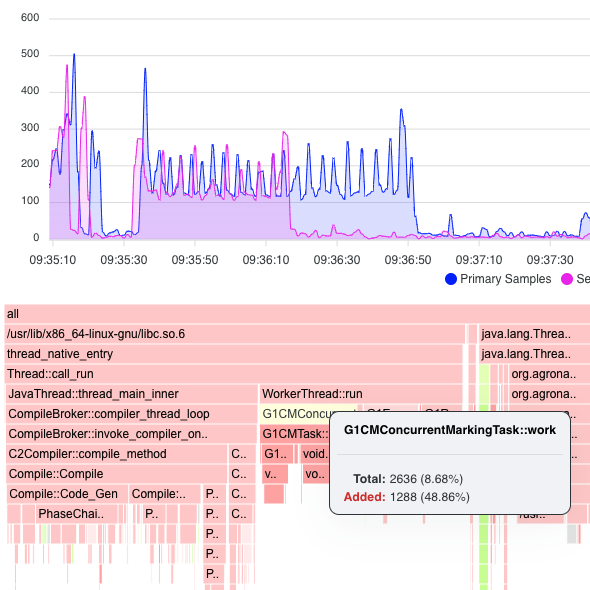 600
500
400
300
200
100
0
09:35:10 09:35:30 09:35:50 09:36:10 09:36:30 09:36:50 09:37:10 09:37:30
Primary Samples Se
all
/usr/lib/x86_64-linux-gnu/libc.so.6 java.lang.Threa..
thread_native_entry java.lang.Threa..
Thread::call_run org.agrona..
JavaThread::thread_main_inner WorkerThread::run org.agrona..
CompileBroker::compiler_thread_loop G1CMConcurr
CompileBroker::invoke_compiler_on.. G1CMTask::
C2Compiler::compile_method C.. G1.. void.
Compile::Compile C.. v.. vo..
Compile::Code_Gen Compile:.. P.. C..
PhaseChai.. P.. P.. C..
P..
P..
P..
G1CMConcurrentMarkingTask::work
Total: 2636 (8.68%)
Added: 1288 (48.86%)